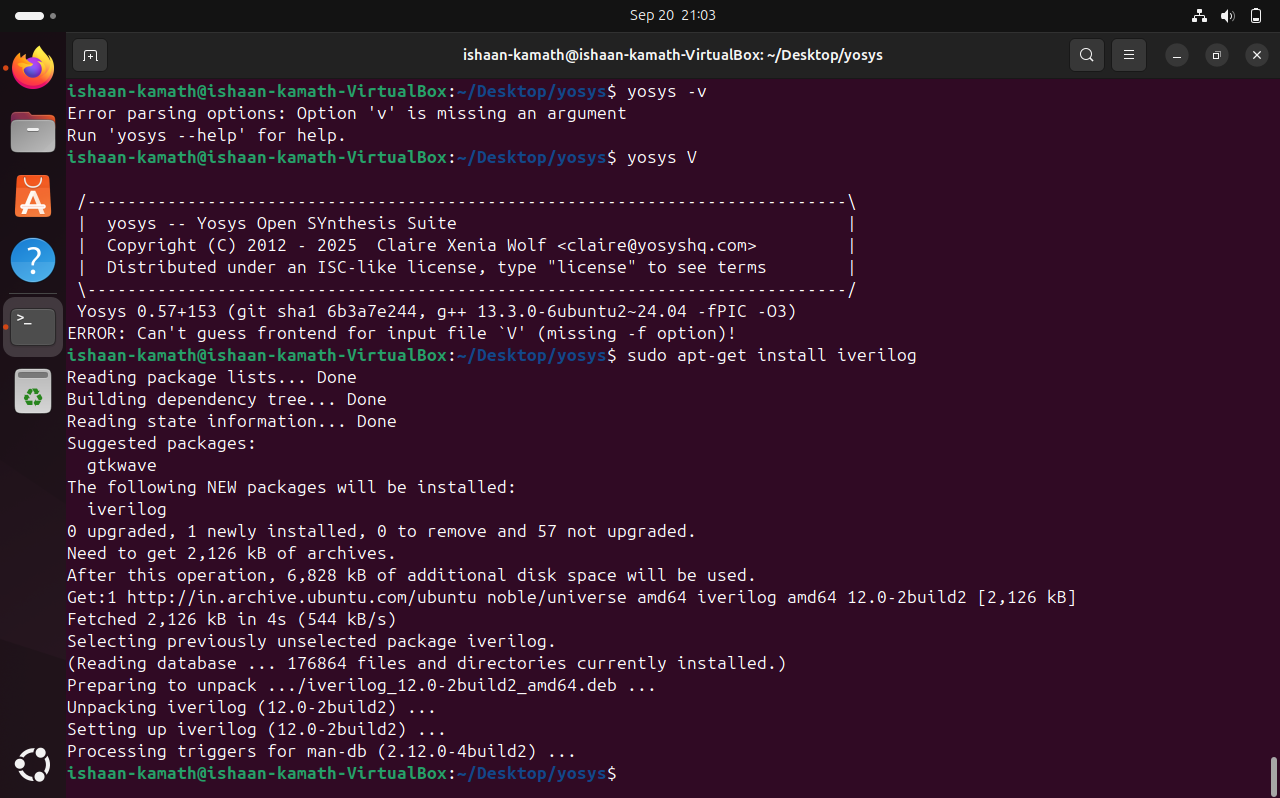 Sep 20 21:03
ishaan-kamath@ishaan-kamath-VirtualBox: ~/Desktop/yosys
ishaan-kamath@ishaan-kamath-VirtualBox:~/Desktop/yosys$ yosys -v
Error parsing options: Option 'v' is missing an argument
Run 'yosys --help' for help.
ishaan-kamath@ishaan-kamath-VirtualBox:~/Desktop/yosys$ yosys V
/----------------------------------------------------------------------------\
|  yosys -- Yosys Open SYnthesis Suite                                       |
|  Copyright (C) 2012 - 2025  Claire Xenia Wolf <claire@yosyshq.com>         |
|  Distributed under an ISC-like license, type "license" to see terms        |
\----------------------------------------------------------------------------/
Yosys 0.57+153 (git sha1 6b3a7e244, g++ 13.3.0-6ubuntu2~24.04 -fPIC -O3)
ERROR: Can't guess frontend for input file `V' (missing -f option)!
ishaan-kamath@ishaan-kamath-VirtualBox:~/Desktop/yosys$ sudo apt-get install iverilog
Reading package lists... Done
Building dependency tree... Done
Reading state information... Done
Suggested packages:
  gtkwave
The following NEW packages will be installed:
  iverilog
0 upgraded, 1 newly installed, 0 to remove and 57 not upgraded.
Need to get 2,126 kB of archives.
After this operation, 6,828 kB of additional disk space will be used.
Get:1 http://in.archive.ubuntu.com/ubuntu noble/universe amd64 iverilog amd64 12.0-2build2 [2,126 kB]
Fetched 2,126 kB in 4s (544 kB/s)
Selecting previously unselected package iverilog.
(Reading database ... 176864 files and directories currently installed.)
Preparing to unpack .../iverilog_12.0-2build2_amd64.deb ...
Unpacking iverilog (12.0-2build2) ...
Setting up iverilog (12.0-2build2) ...
Processing triggers for man-db (2.12.0-4build2) ...
ishaan-kamath@ishaan-kamath-VirtualBox:~/Desktop/yosys$